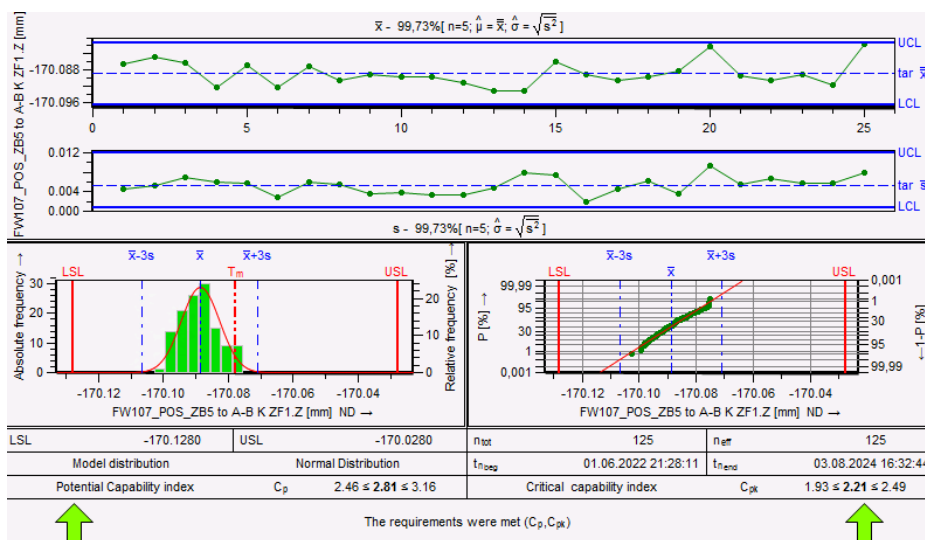 x̄ - 99,73%[ n=5; μ̂ = x̿; σ̂ = √s̅²̅ ]
FW107_POS_ZB5 to A-B K ZF1.Z [mm]
-170.088
-170.096
UCL
tar x̄
LCL
0 5 10 15 20 25
0.012
0.004
0.000
UCL
tar s
LCL
s - 99,73%[ n=5; σ̂ = √s̅²̅ ]
x̄-3s x̄ x̄+3s
LSL Tm USL
Absolute frequency →
30
20
10
0
Relative frequency [%] →
20
10
0
-170.12 -170.10 -170.08 -170.06 -170.04
FW107_POS_ZB5 to A-B K ZF1.Z [mm] ND →
x̄-3s x̄ x̄+3s
LSL USL
P [%] →
99,99
95
30
1
0,001
0,001
1
30
95
99,99
←1-P [%]
-170.12 -170.10 -170.08 -170.06 -170.04
FW107_POS_ZB5 to A-B K ZF1.Z [mm] ND →
LSL -170.1280 USL -170.0280 ntot 125 neff 125
Model distribution Normal Distribution tnbeg 01.06.2022 21:28:11 tnend 03.08.2024 16:32:44
Potential Capability index Cp 2.46 ≤ 2.81 ≤ 3.16 Critical capability index Cpk 1.93 ≤ 2.21 ≤ 2.49
The requirements were met (Cp,Cpk)